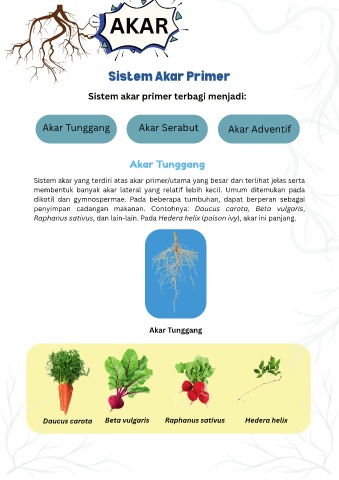 AKAR
Sistem Akar Primer
Sistem akar primer terbagi menjadi:
Akar Tunggang
Akar Serabut
Akar Adventif
Akar Tunggang
Sistem akar yang terdiri atas akar primer/utama yang besar dan terlihat jelas serta
membentuk banyak akar lateral yang relatif lebih kecil. Umum ditemukan pada
dikotil dan gymnospermae. Pada beberapa tumbuhan, dapat berperan sebagai
penyimpan cadangan makanan. Contohnya: Daucus carota, Beta vulgaris,
Raphanus sativus, dan lain-lain. Pada Hedera helix (poison ivy), akar ini panjang.
Akar Tunggang
Daucus carota
Beta vulgaris
Raphanus sativus
Hedera helix